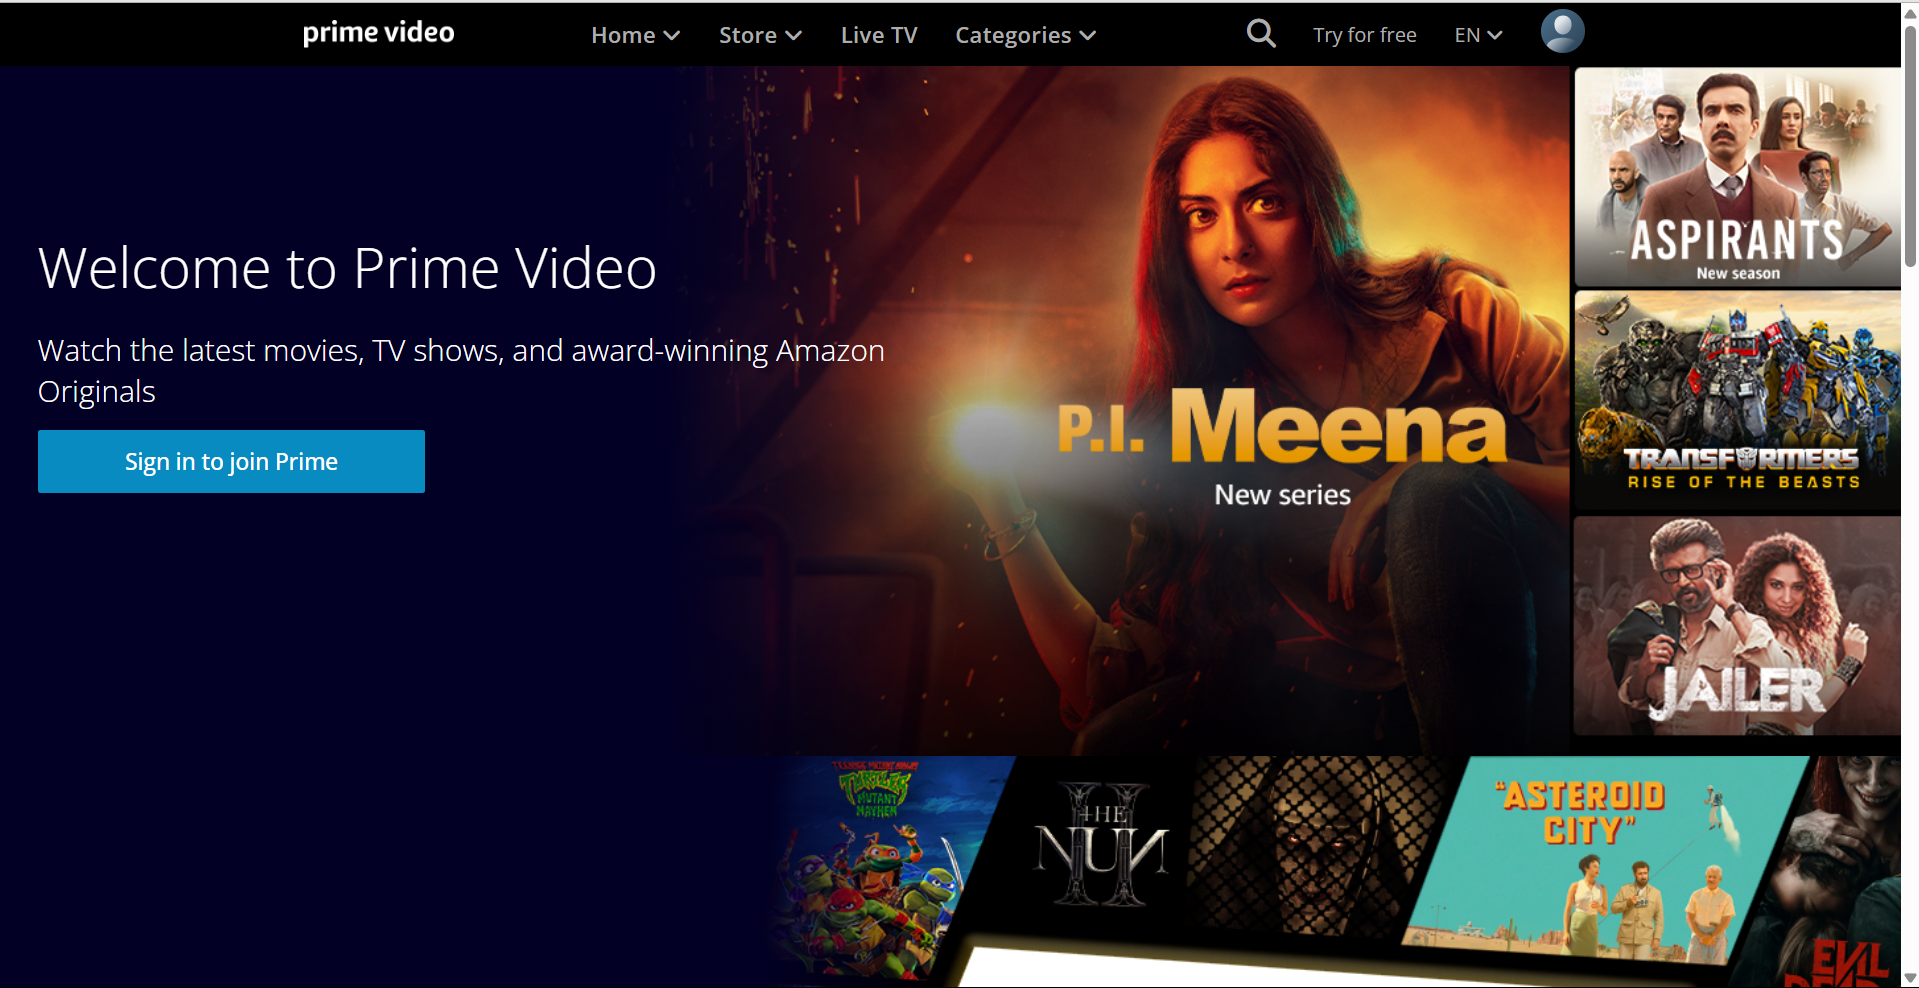 prime video
Home
Store
Live TV
Categories
Try for free
EN
Welcome to Prime Video
Watch the latest movies, TV shows, and award-winning Amazon
Originals
Sign in to join Prime
P.I. Meena
New series
ASPIRANTS
New season
TRANSFORMERS
RISE OF THE BEASTS
JAILER
TEENAGE MUTANT NINJA
TURTLES
MUTANT
MAYHEM
THE
NUN
II
"ASTEROID
CITY"
EVIL
DEAD